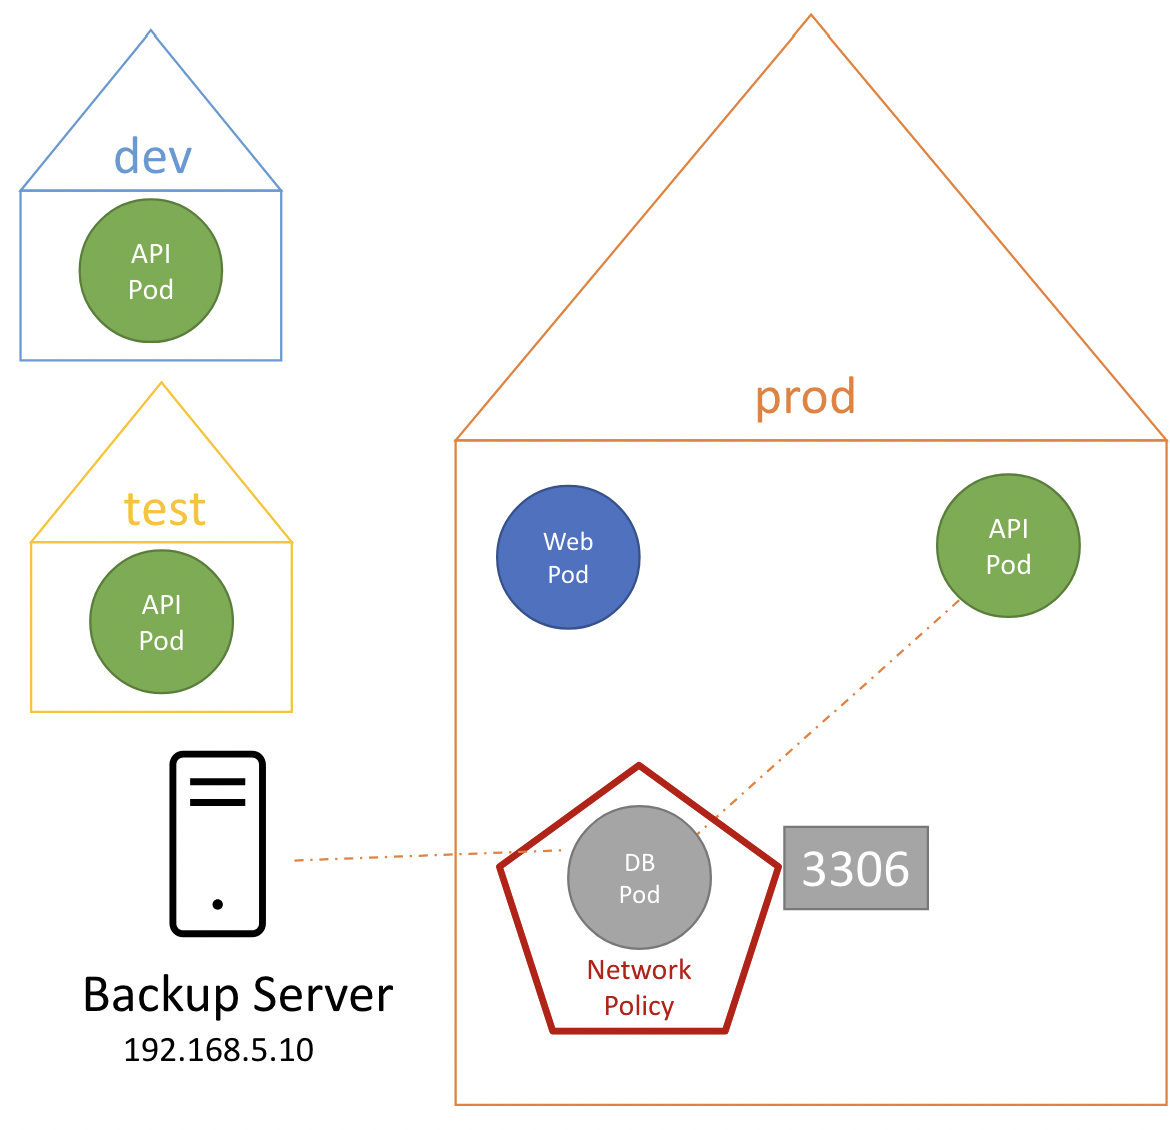 dev
API
Pod
test
API
Pod
Backup Server
192.168.5.10
prod
Web
Pod
API
Pod
DB
Pod
Network
Policy
3306